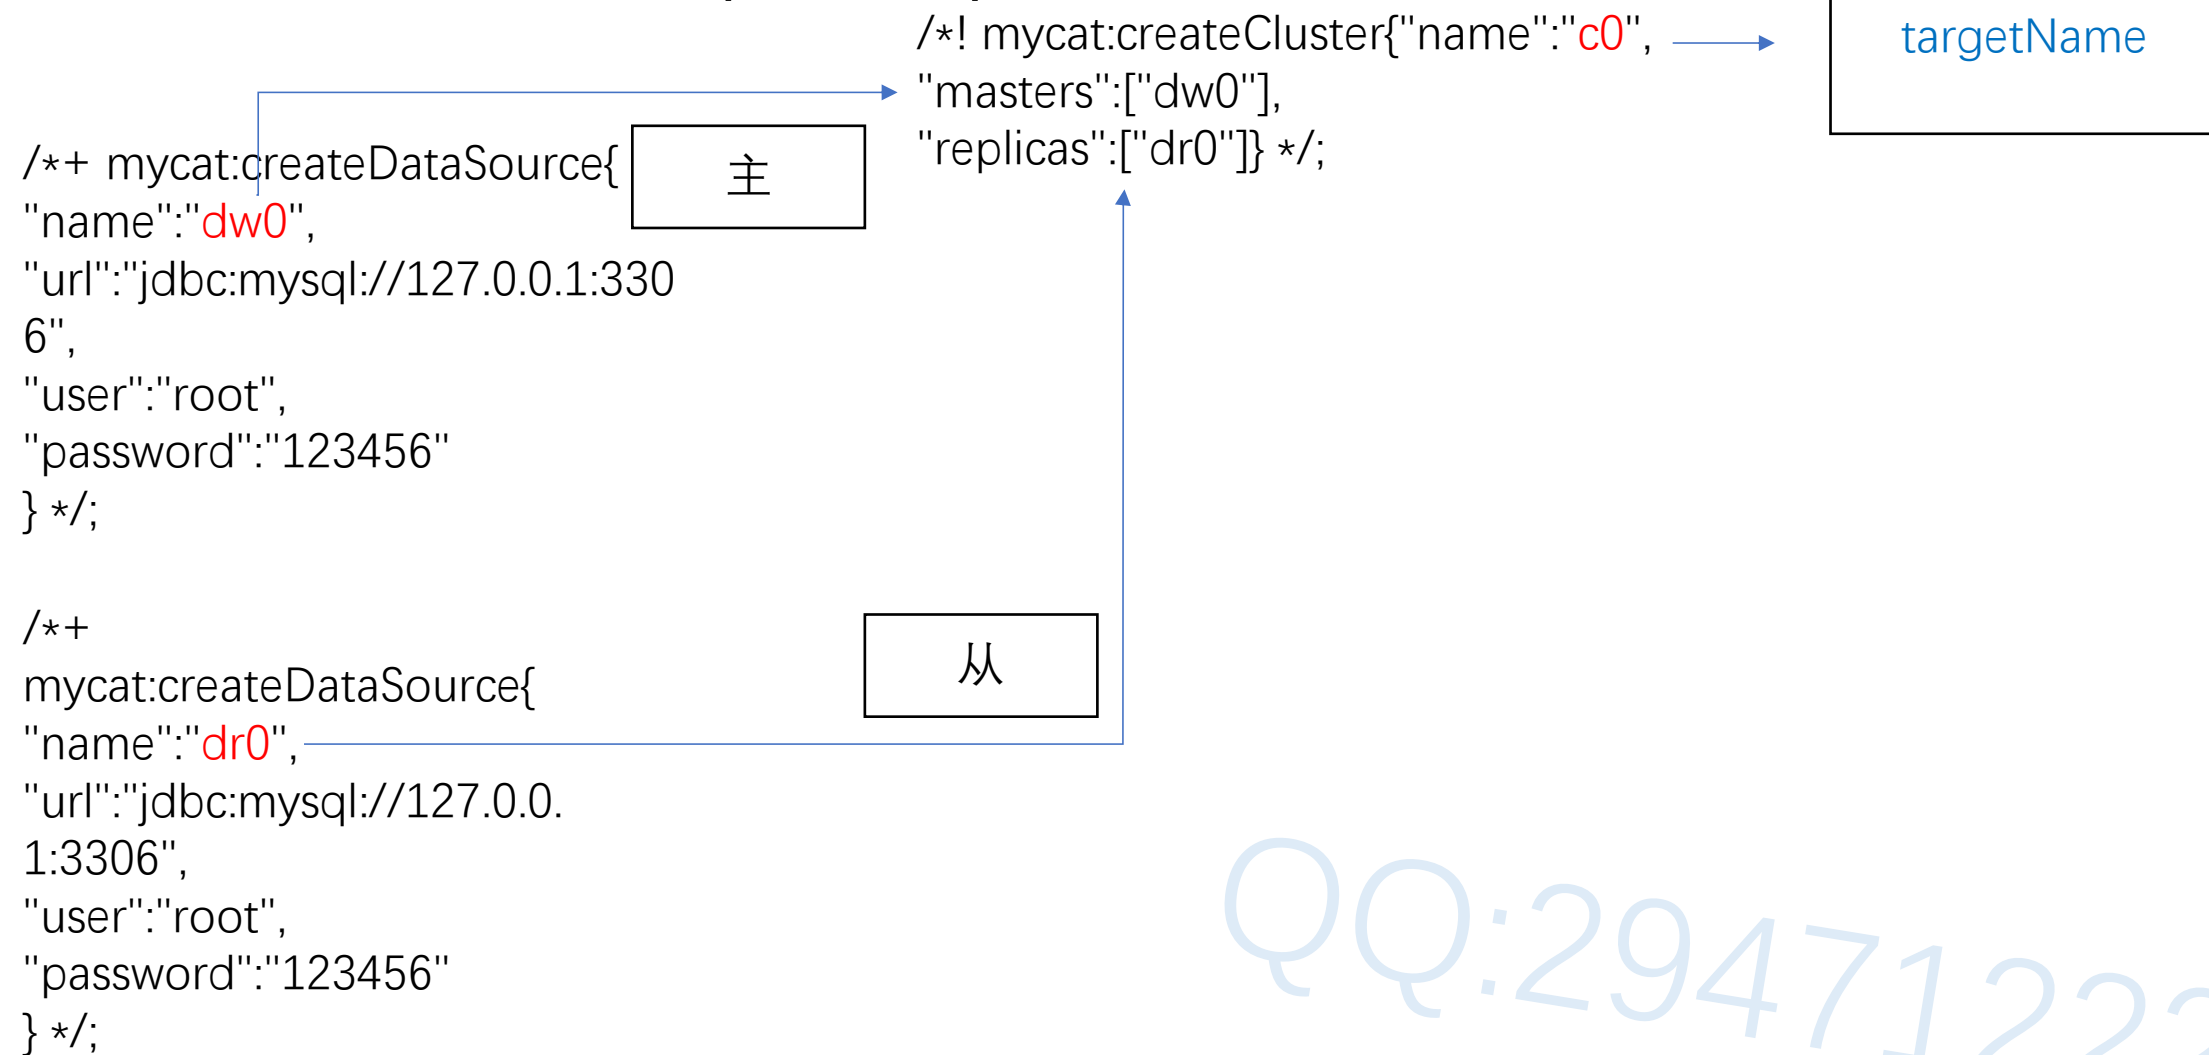 /*! mycat:createCluster{"name":"c0",
"masters":["dw0"],
"replicas":["dr0"]} */;
targetName
/*+ mycat:createDataSource{
"name":"dw0",
"url":"jdbc:mysql://127.0.0.1:330
6",
"user":"root",
"password":"123456"
} */;
主
/*+
mycat:createDataSource{
"name":"dr0",
"url":"jdbc:mysql://127.0.0.
1:3306",
"user":"root",
"password":"123456"
} */;
从